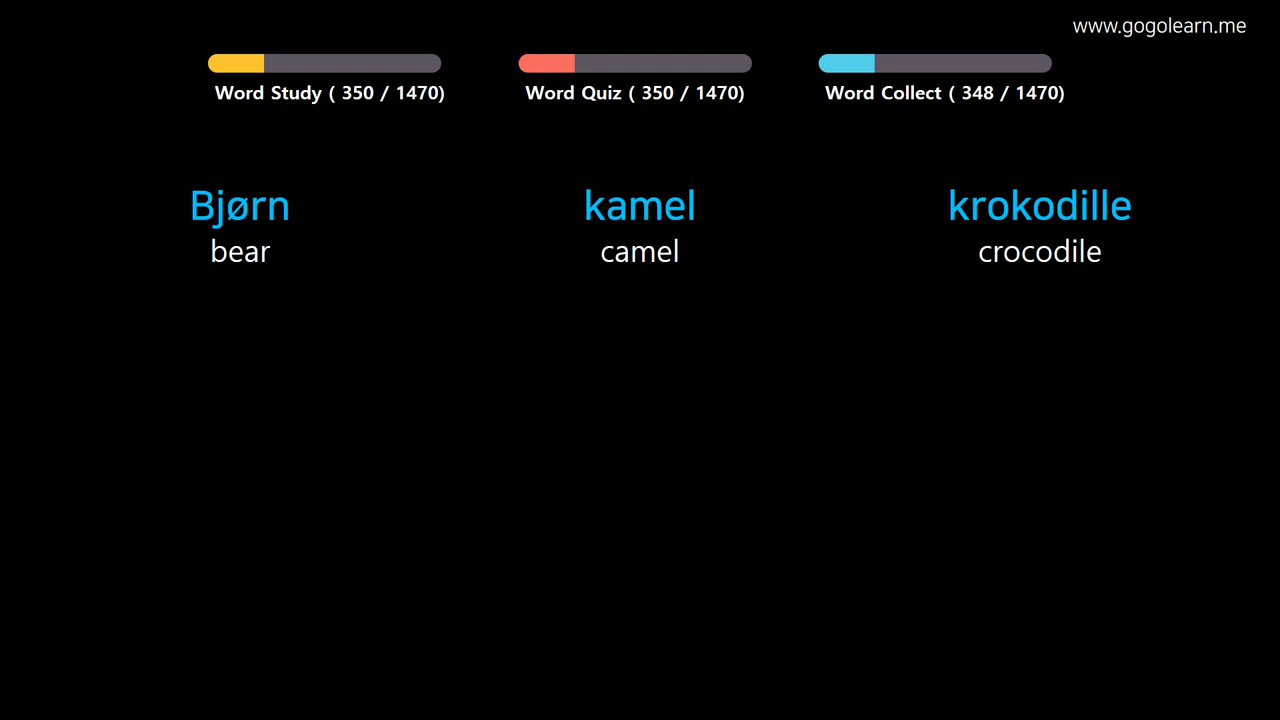 www.gogolearn.me
Word Study ( 350 / 1470)
Word Quiz ( 350 / 1470)
Word Collect ( 348 / 1470)
Bjørn
bear
kamel
camel
krokodille
crocodile